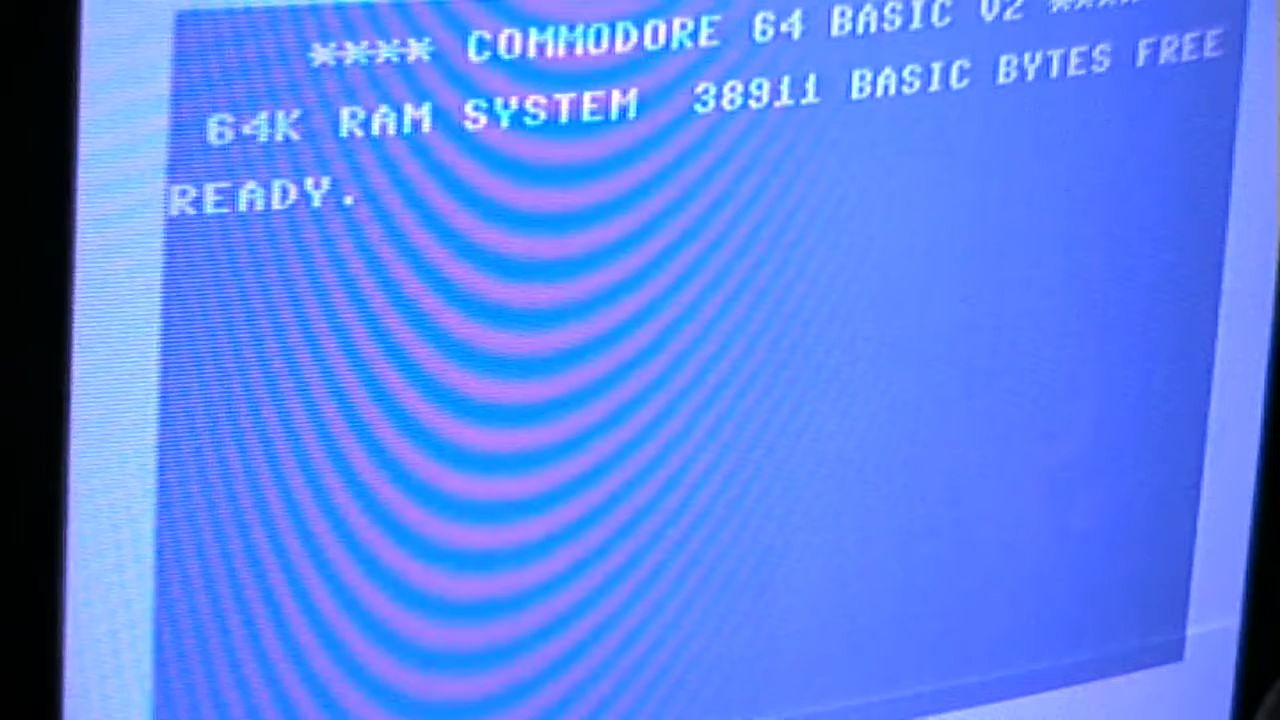 **** COMMODORE 64 BASIC V2 ****
64K RAM SYSTEM 38911 BASIC BYTES FREE
READY.